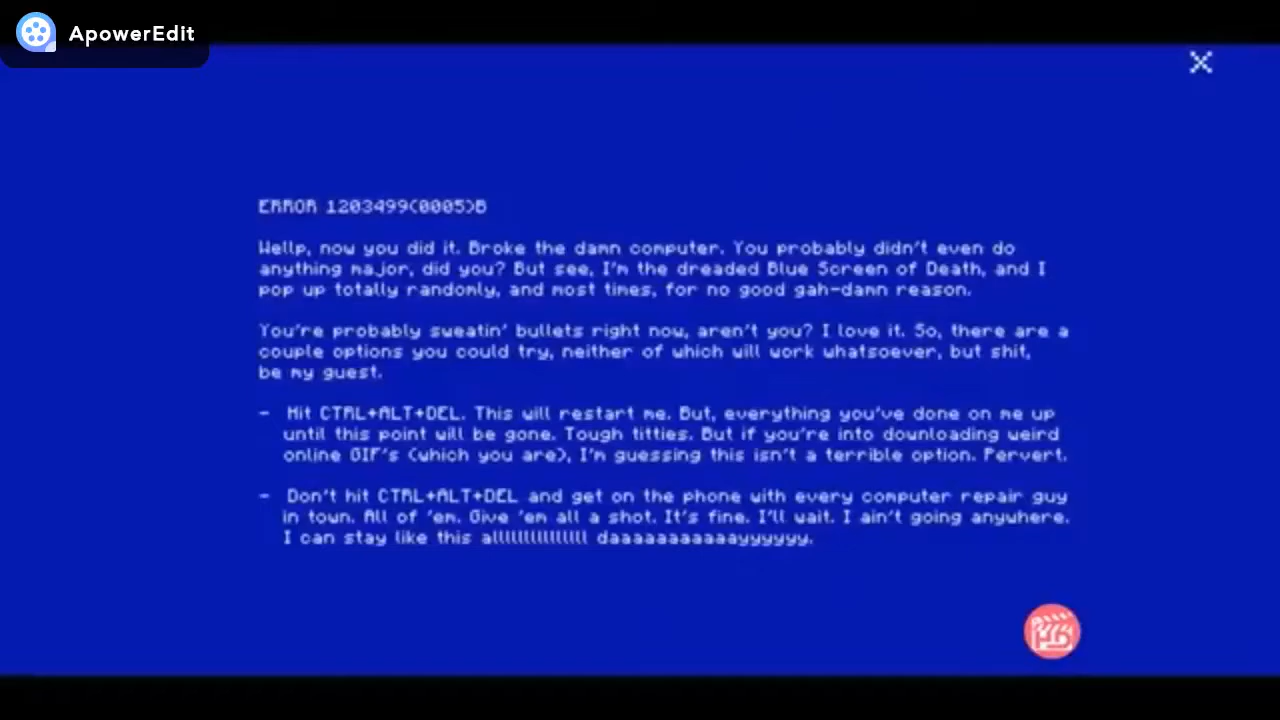 ApowerEdit
ERROR 1203499(0005)B
Wellp, now you did it. Broke the damn computer. You probably didn't even do
anything major, did you? But see, I'm the dreaded Blue Screen of Death, and I
pop up totally randomly, and most times, for no good gah-damn reason.
You're probably sweatin' bullets right now, aren't you? I love it. So, there are a
couple options you could try, neither of which will work whatsoever, but shit,
be my guest.
- Hit CTRL+ALT+DEL. This will restart me. But, everything you've done on me up
until this point will be gone. Tough titties. But if you're into downloading weird
online GIF's (which you are), I'm guessing this isn't a terrible option. Pervert.
- Don't hit CTRL+ALT+DEL and get on the phone with every computer repair guy
in town. All of 'em. Give 'em all a shot. It's fine. I'll wait. I ain't going anywhere.
I can stay like this alllllllllllllll daaaaaaaaaaayyyyyy.